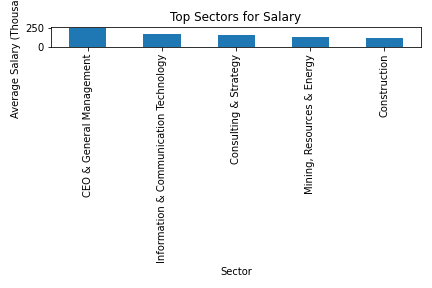 Top Sectors for Salary
Average Salary (Thousa
250
0
CEO & General Management
Information & Communication Technology
Consulting & Strategy
Mining, Resources & Energy
Construction
Sector